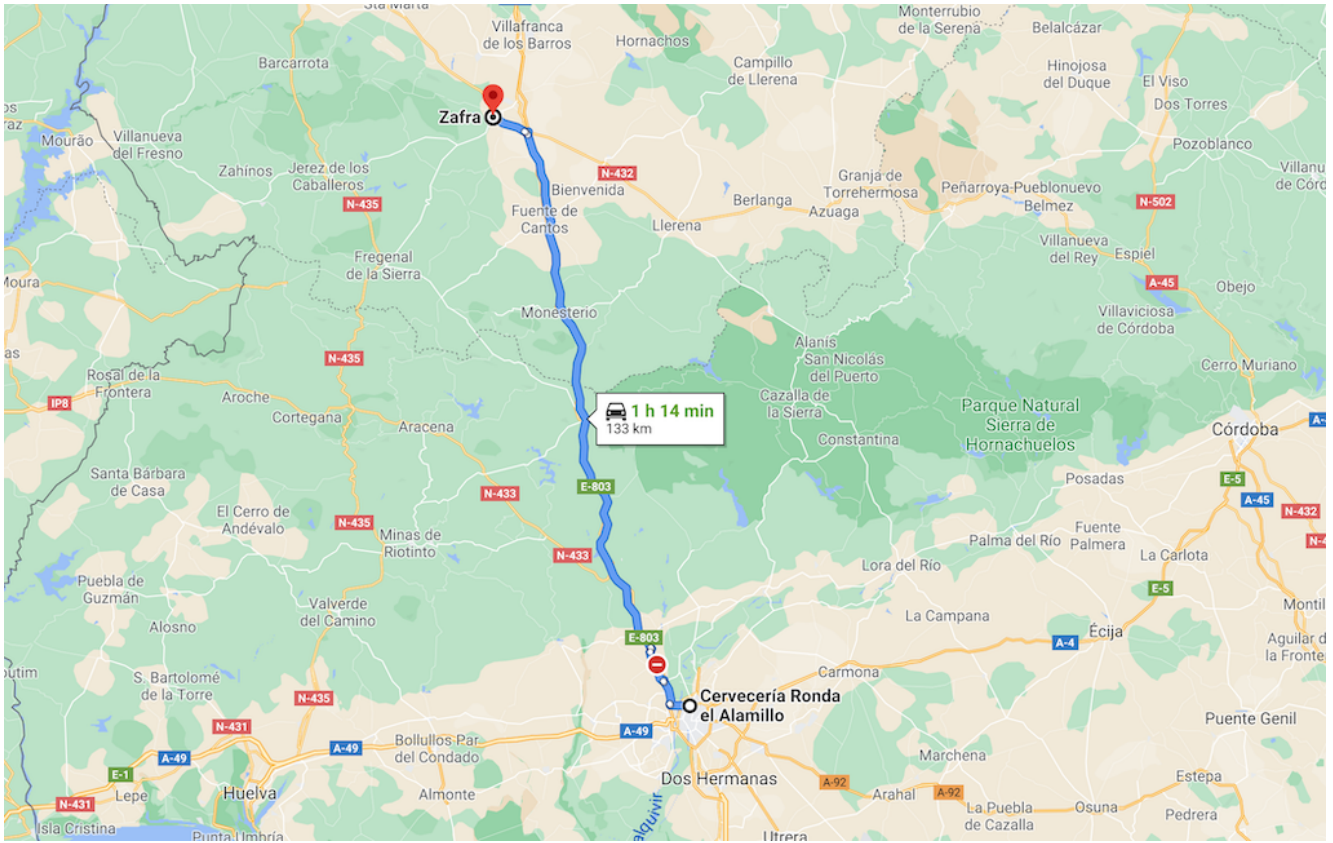 Sta Marta
Villafranca
de los Barros
Hornachos
Monterrubio
de la Serena
Belalcázar
Barcarrota
Campillo
de Llerena
Hinojosa
del Duque
El Viso
Dos Torres
Zafra
Mourão
Villanueva
del Fresno
Pozoblanco
Zahínos
Jerez de los
Caballeros
N-432
Bienvenida
Granja de
Torrehermosa
Peñarroya-Pueblonuevo
Belmez
N-435
Berlanga
Azuaga
N-502
Fuente de
Cantos
Llerena
Villanueva
del Rey
Espiel
Fregenal
de la Sierra
Moura
A-45
Obejo
Monesterio
Villaviciosa
de Córdoba
Alanís
San Nicolás
del Puerto
N-435
Cerro Muriano
Rosal de la
Frontera
IP8
Aroche
Cortegana
Aracena
1 h 14 min
133 km
Cazalla de
la Sierra
Parque Natural
Sierra de
Hornachuelos
Constantina
Córdoba
Santa Bárbara
de Casa
N-433
E-803
Posadas
E-5
A-45
N-432
El Cerro de
Andévalo
N-435
Minas de
Riotinto
N-433
Palma del Río
Fuente
Palmera
La Carlota
Lora del Río
Puebla de
Guzmán
E-5
Valverde
del Camino
La Campana
Alosno
E-803
A-4
Écija
Aguilar d
la Fronte
S. Bartolomé
de la Torre
Carmona
N-435
Cervecería Ronda
el Alamillo
N-431
A-49
A-49
Bollullos Par
del Condado
A-49
Puente Genil
Marchena
E-1
Lepe
Huelva
Almonte
Dos Hermanas
A-92
Arahal
A-92
Estepa
N-431
Osuna
La Puebla
de Cazalla
Pedrera
Isla Cristina
Punta Umbría
alquivir
Utrera